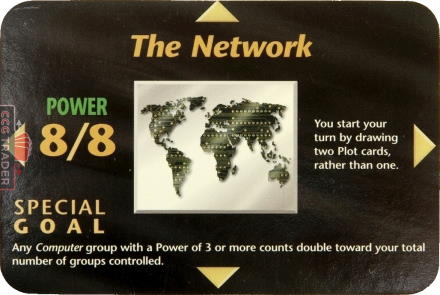 The Network
POWER
8/8
You start your
turn by drawing
two Plot cards,
rather than one.
SPECIAL
GOAL
Any Computer group with a Power of 3 or more counts double toward your total
number of groups controlled.
CCG TRADER